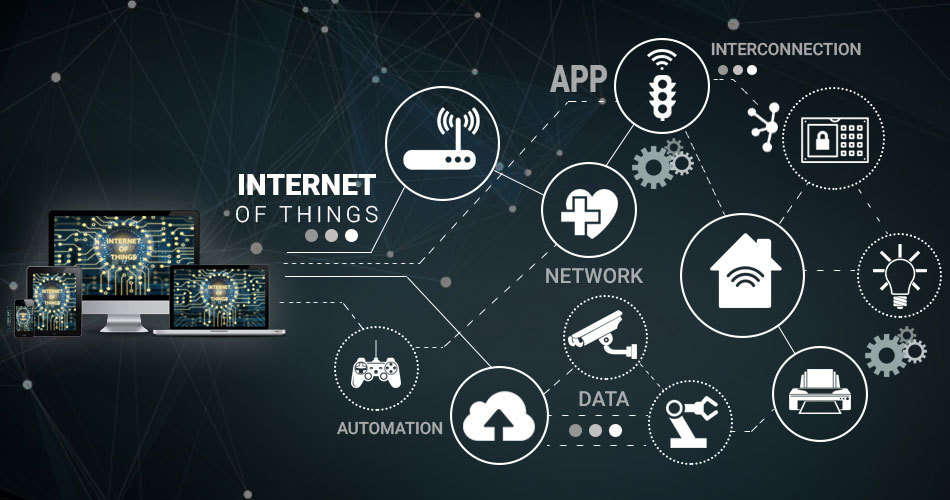 INTERNET
OF THINGS
APP
INTERCONNECTION
NETWORK
DATA
AUTOMATION
INTERNET
OF
THINGS
INTERNET
OF
THINGS
INTERNET
OF
THINGS